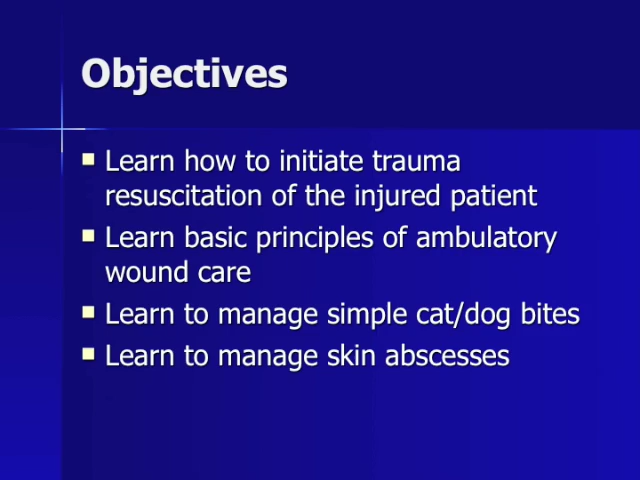 Objectives
Learn how to initiate trauma
resuscitation of the injured patient
Learn basic principles of ambulatory
wound care
Learn to manage simple cat/dog bites
Learn to manage skin abscesses